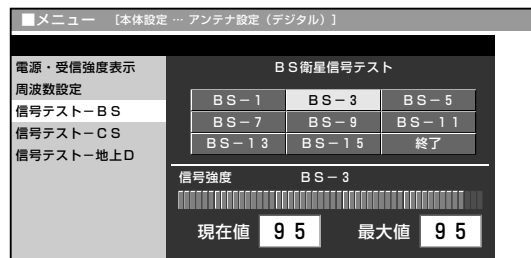 ■メニュー [本体設定 … アンテナ設定（デジタル）]
電源・受信強度表示
周波数設定
信号テスト－ＢＳ
信号テスト－ＣＳ
信号テスト－地上Ｄ
ＢＳ衛星信号テスト
ＢＳ－１ ＢＳ－３ ＢＳ－５
ＢＳ－７ ＢＳ－９ ＢＳ－１１
ＢＳ－１３ ＢＳ－１５ 終了
信号強度 ＢＳ－３
現在値 ９５ 最大値 ９５